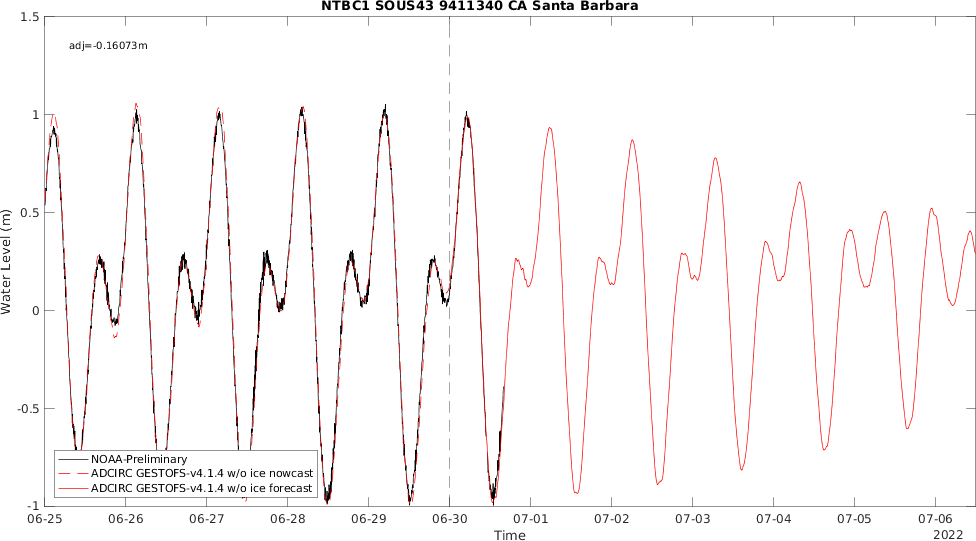 NTBC1 SOUS43 9411340 CA Santa Barbara
1.5
adj=-0.16073m
1
0.5
0
-0.5
-1
Water Level (m)
NOAA-Preliminary
ADCIRC GESTOFS-v4.1.4 w/o ice nowcast
ADCIRC GESTOFS-v4.1.4 w/o ice forecast
06-25 06-26 06-27 06-28 06-29 06-30 07-01 07-02 07-03 07-04 07-05 07-06
Time
2022